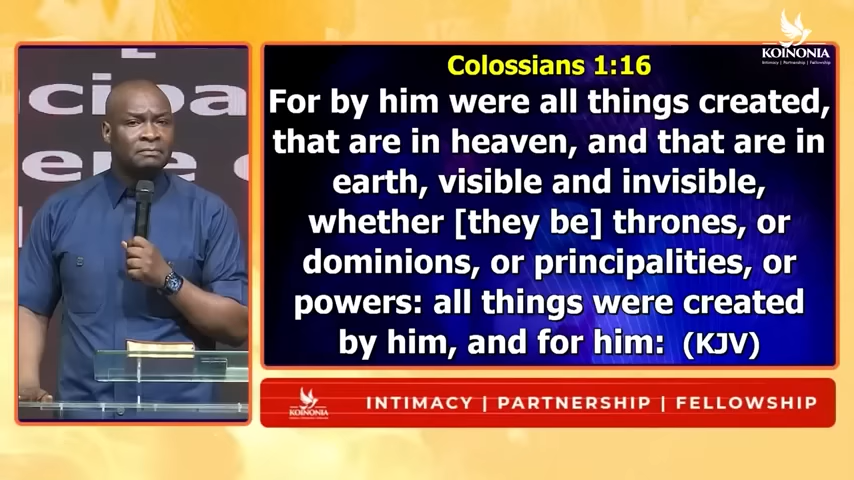 KOINONIA
Intimacy | Partnership | Fellowship
Colossians 1:16
For by him were all things created,
that are in heaven, and that are in
earth, visible and invisible,
whether [they be] thrones, or
dominions, or principalities, or
powers: all things were created
by him, and for him: (KJV)
cipa
ere
KOINONIA
INTIMACY | PARTNERSHIP | FELLOWSHIP